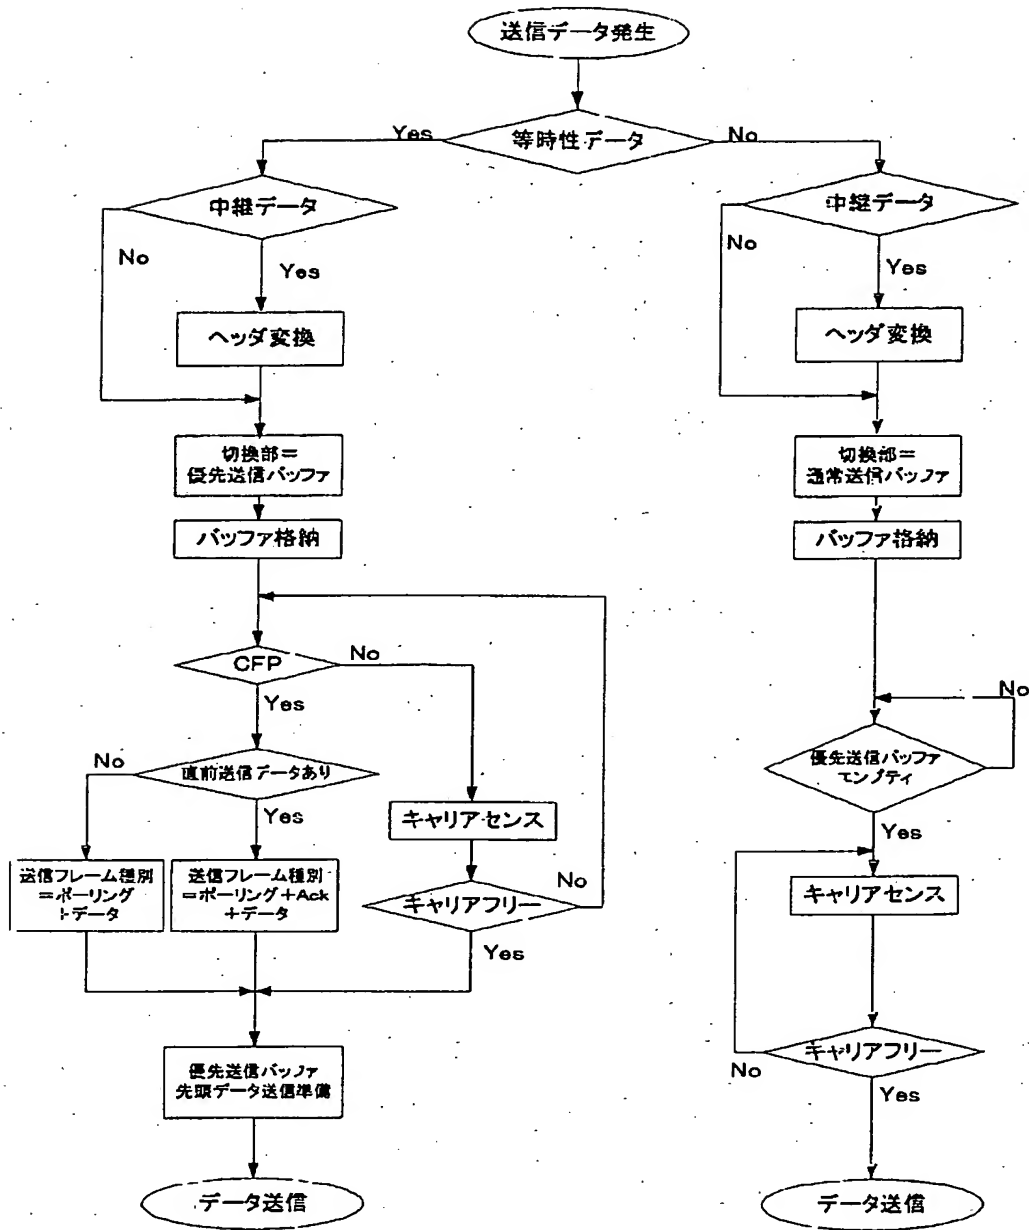 送信データ発生
等時性データ
Yes
No
中継データ
No
Yes
ヘッダ変換
切換部=
優先送信バッファ
バッファ格納
CFP
No
Yes
直前送信データあり
No
Yes
送信フレーム種別
=ポーリング
+データ
送信フレーム種別
=ポーリング+Ack
+データ
キャリアセンス
キャリアフリー
No
Yes
優先送信バッファ
先頭データ送信準備
データ送信
中継データ
No
Yes
ヘッダ変換
切換部=
通常送信バッファ
バッファ格納
No
優先送信バッファ
エンプティ
Yes
キャリアセンス
キャリアフリー
No
Yes
データ送信